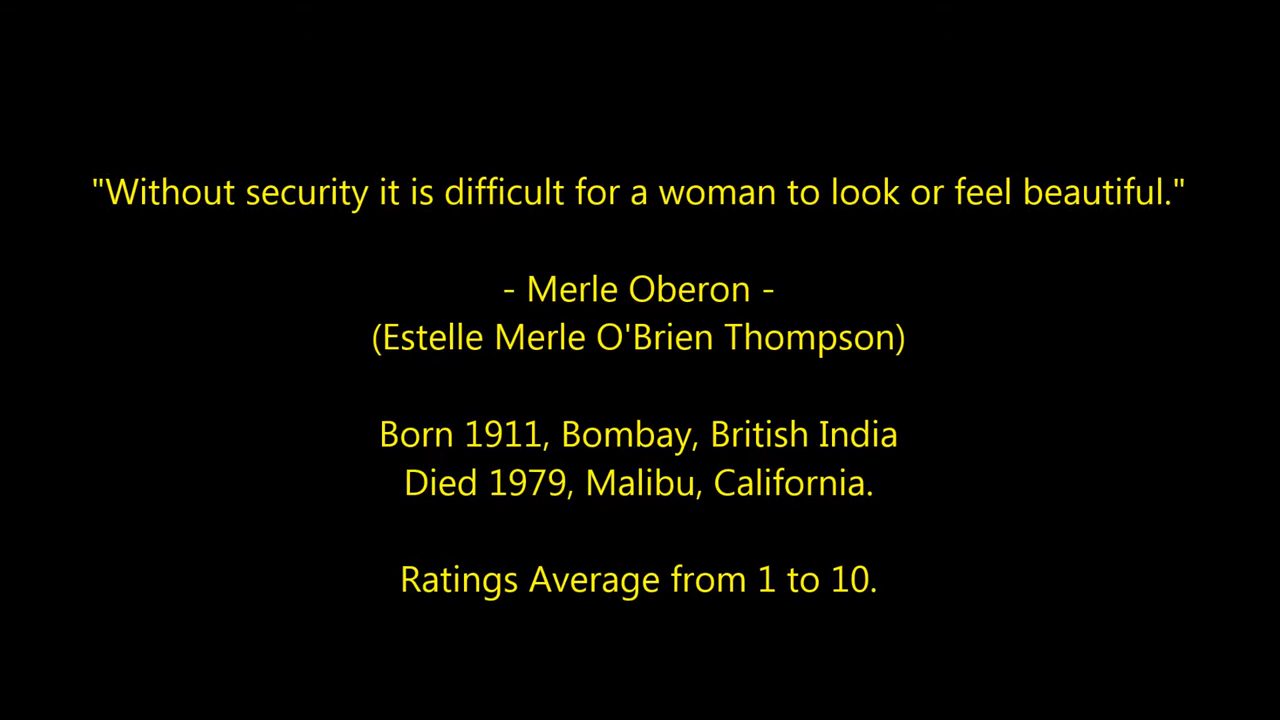 "Without security it is difficult for a woman to look or feel beautiful."
- Merle Oberon -
(Estelle Merle O'Brien Thompson)
Born 1911, Bombay, British India
Died 1979, Malibu, California.
Ratings Average from 1 to 10.